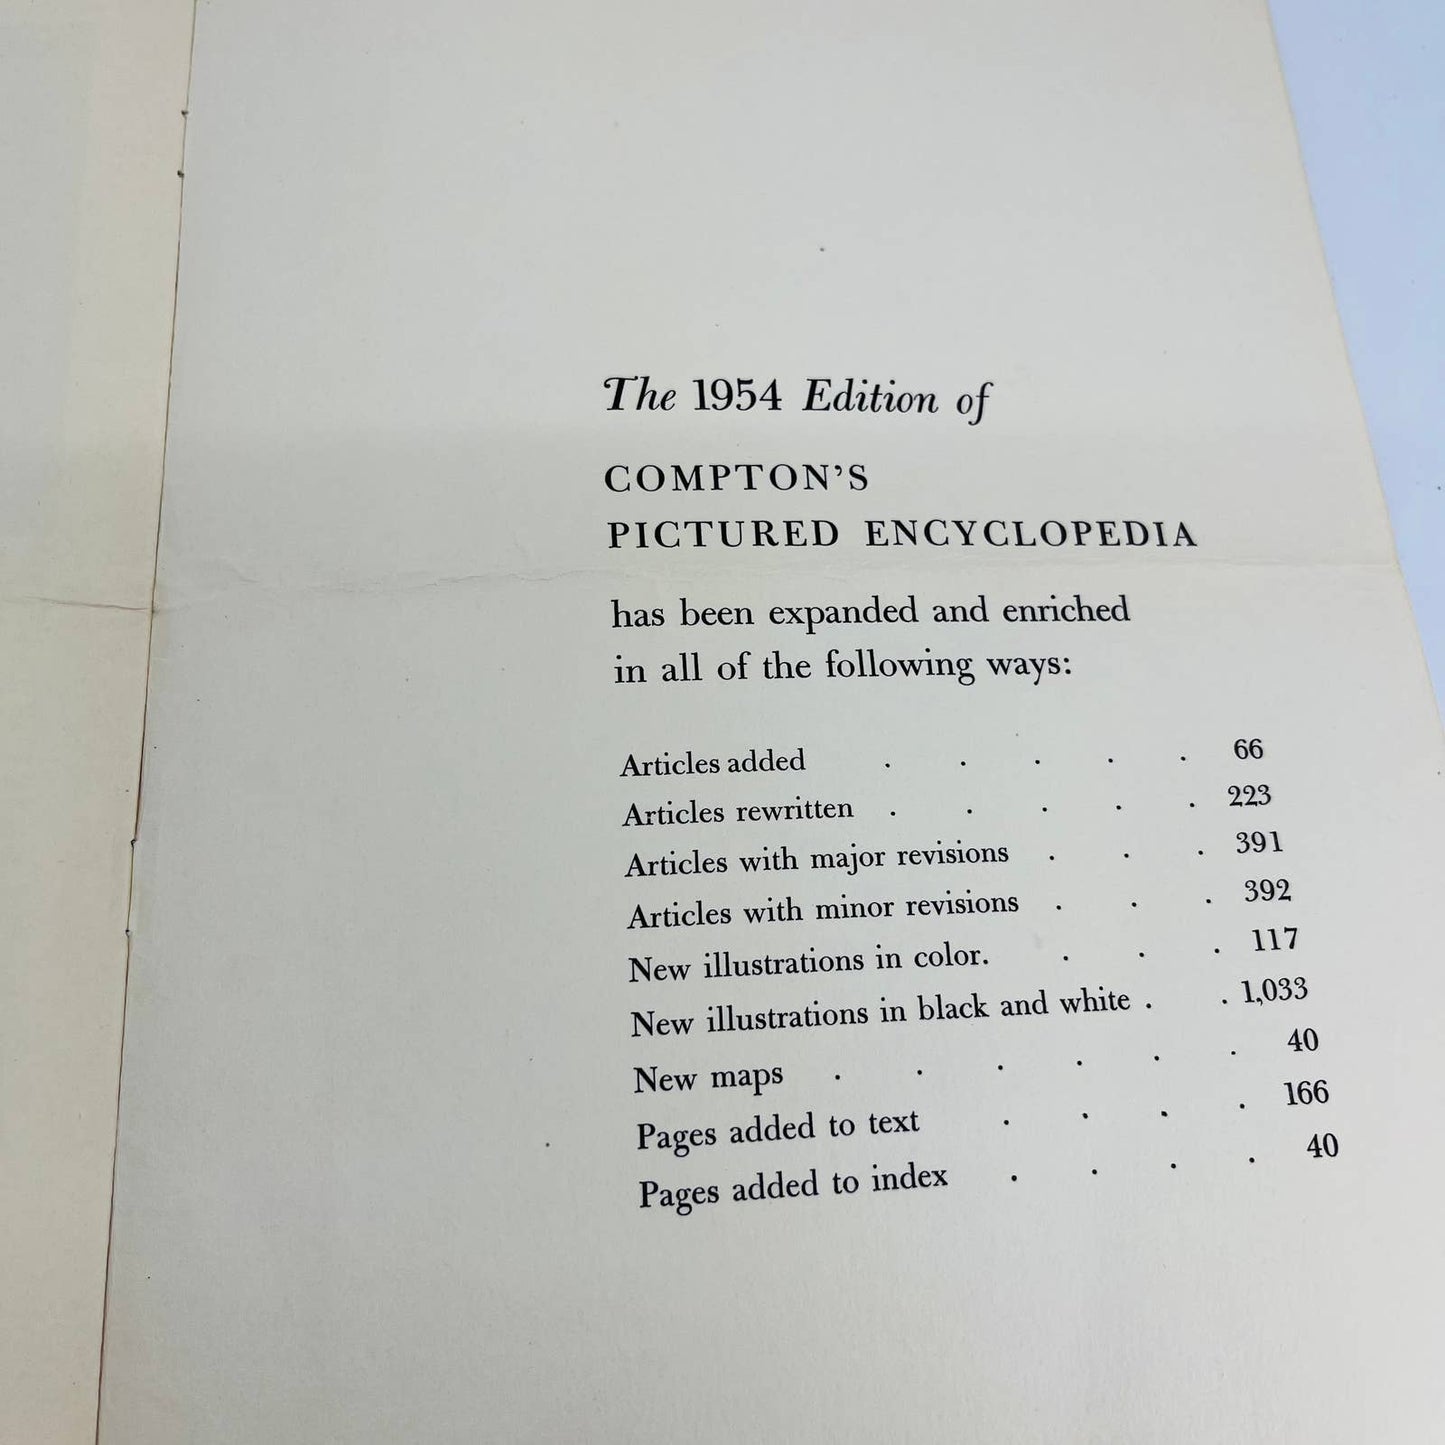 The 1954 Edition of
COMPTON'S
PICTURED ENCYCLOPEDIA
has been expanded and enriched
in all of the following ways:
Articles added . . . . . 66
Articles rewritten . . . . . 223
Articles with major revisions . . . 391
Articles with minor revisions . . . 392
New illustrations in color. . . . 117
New illustrations in black and white . . 1,033
New maps . . . . . . 40
Pages added to text . . . . 166
Pages added to index . . . . 40